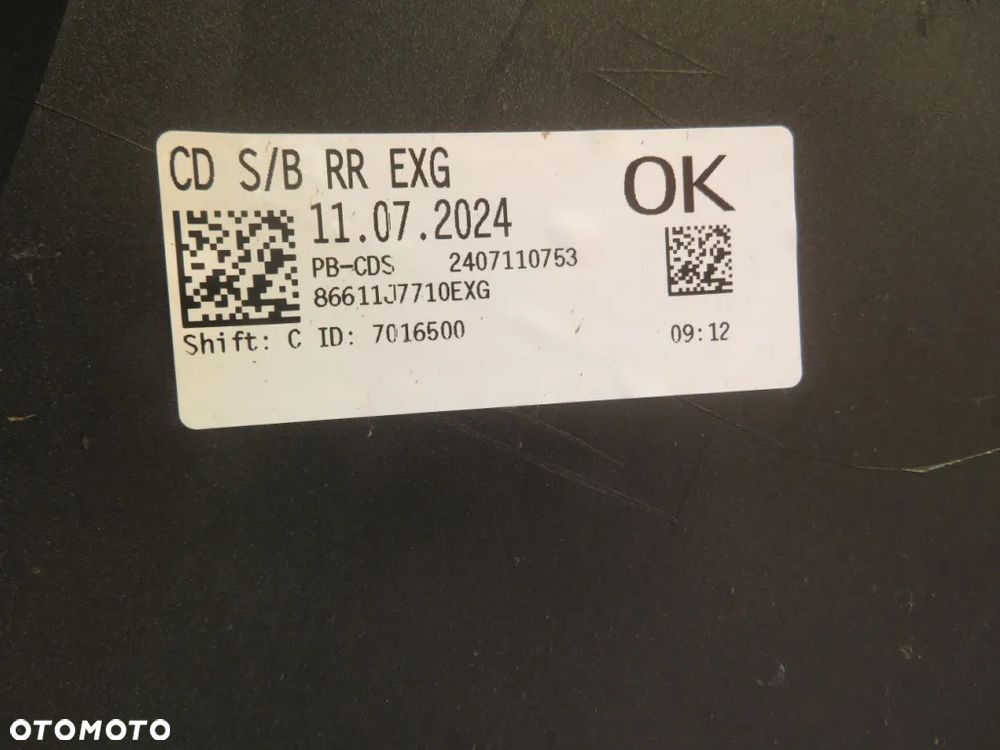 CD S/B RR EXG
OK
11.07.2024
PB-CDS 2407110753
86611J7710EXG
Shift: C ID: 7016500
09:12
OTOMOTO